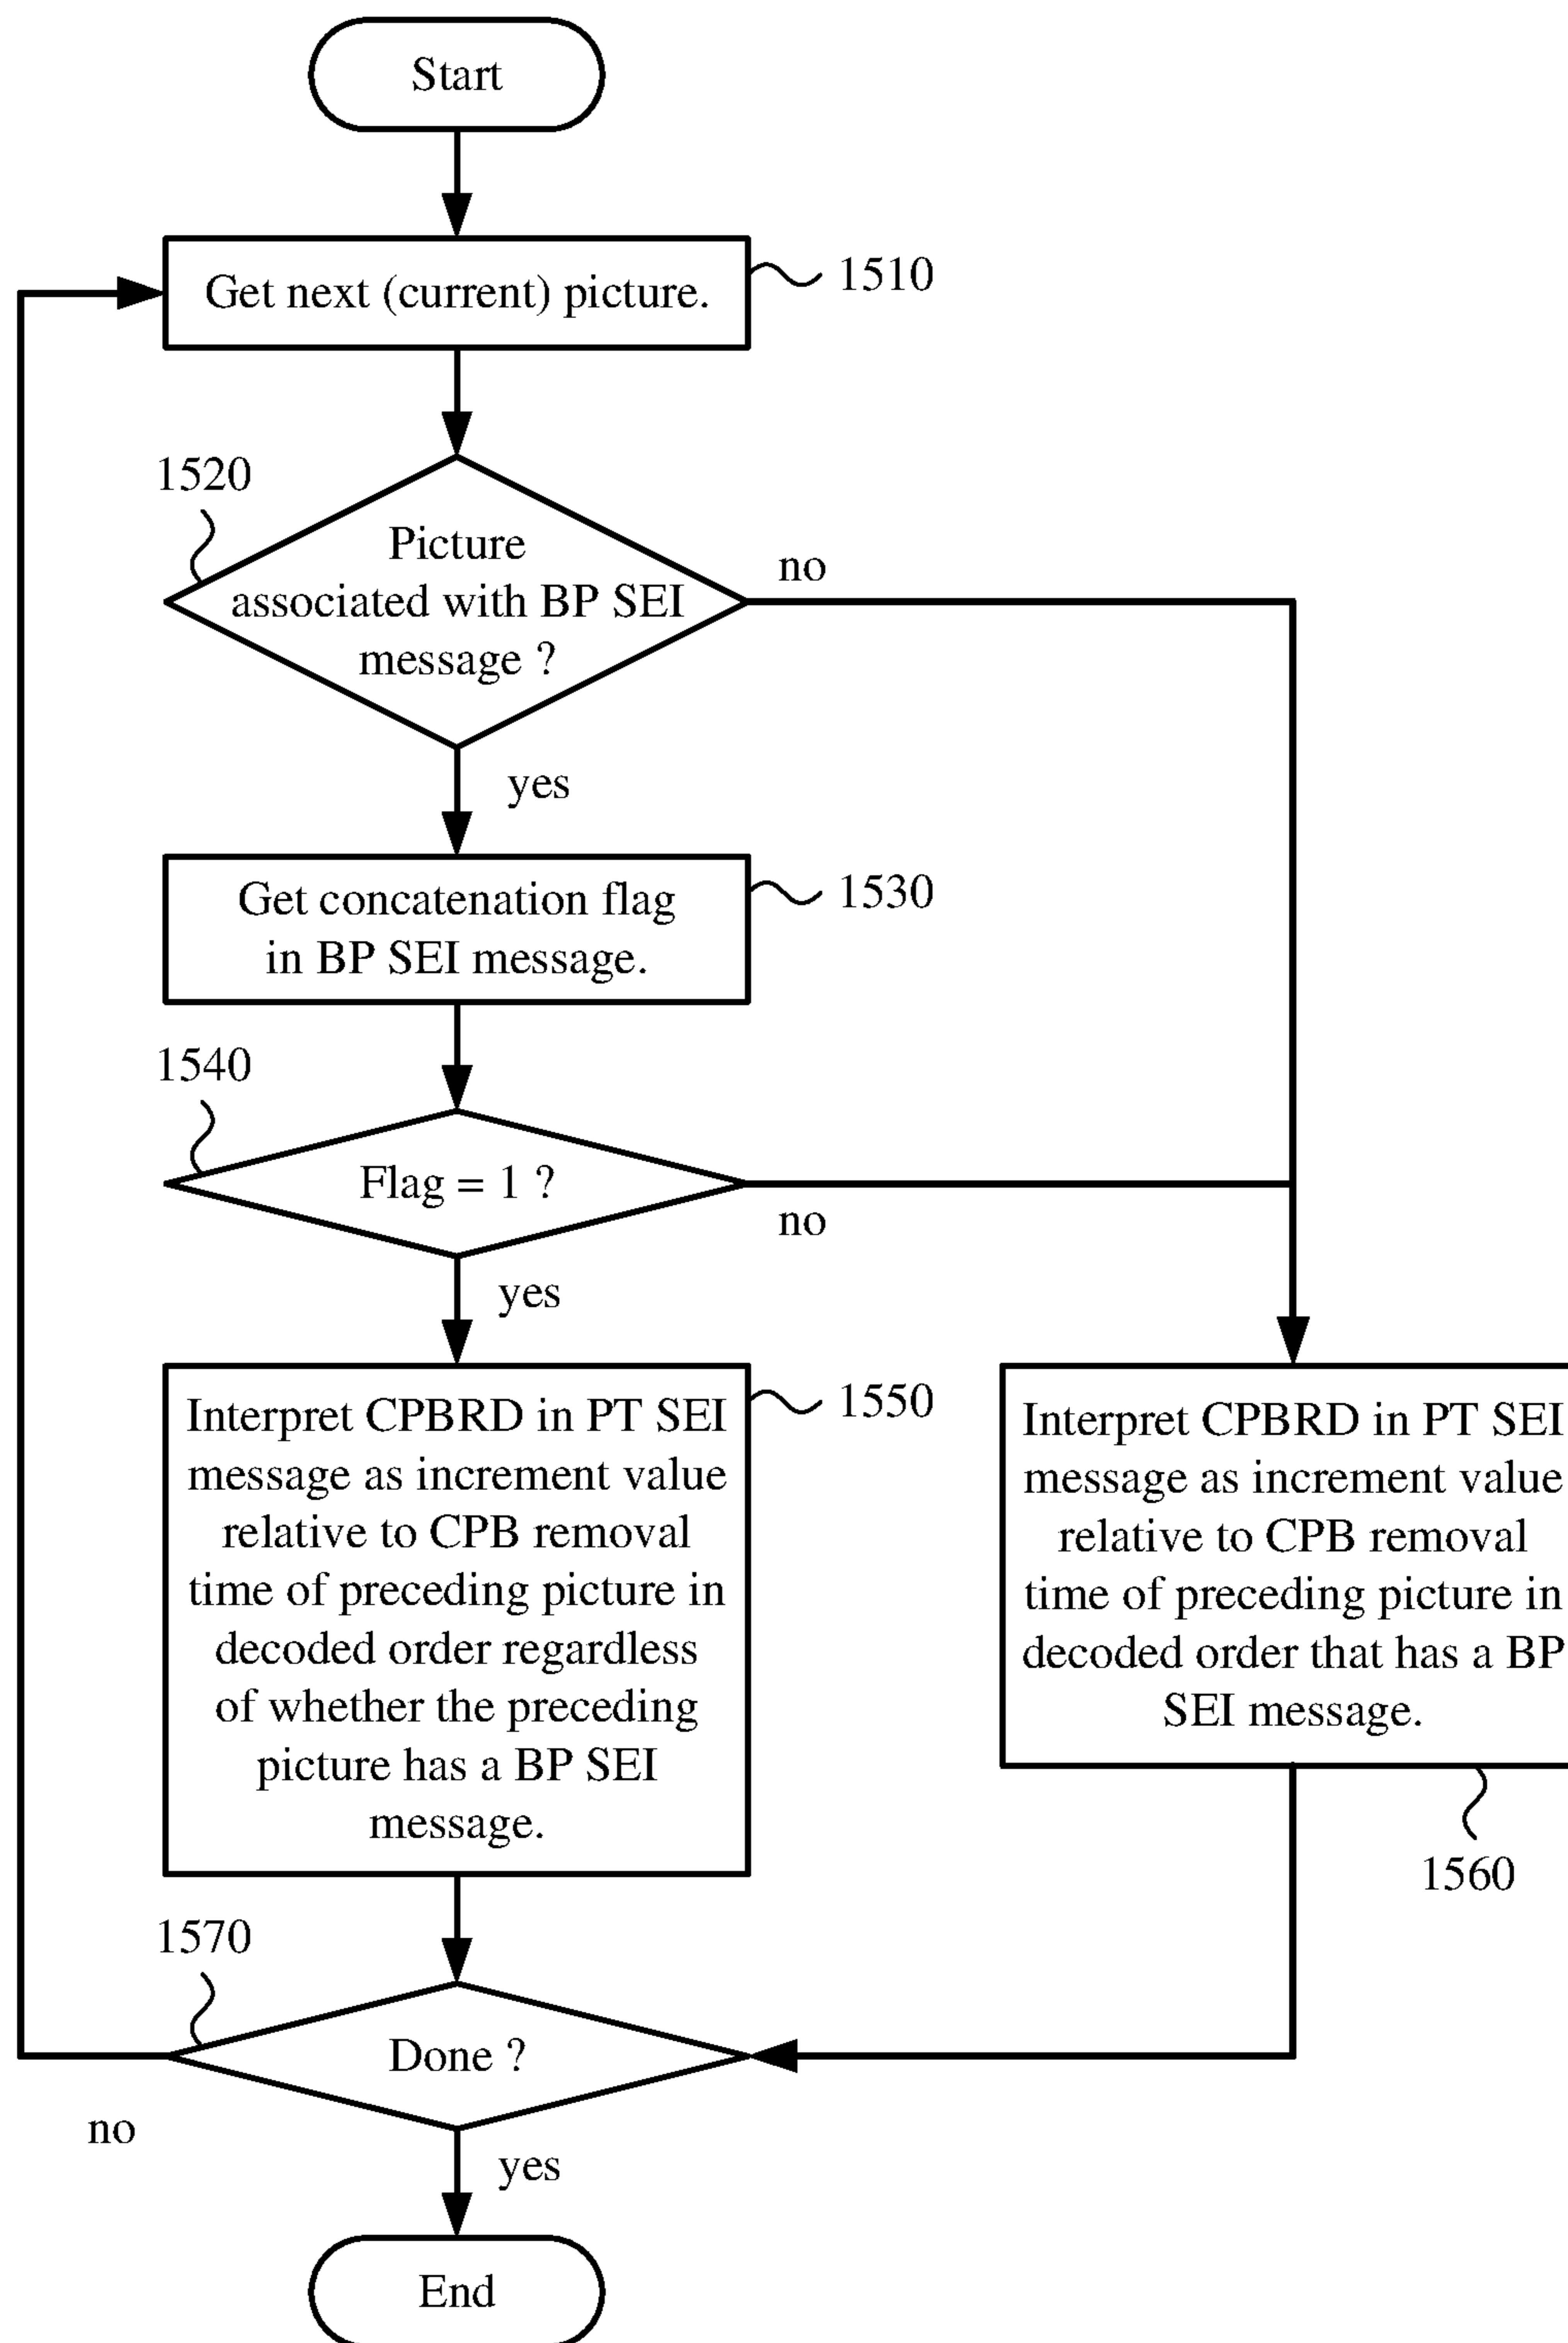 Start
Get next (current) picture.
1510
1520
Picture
associated with BP SEI
message ?
no
yes
Get concatenation flag
in BP SEI message.
1530
1540
Flag = 1 ?
no
yes
Interpret CPBRD in PT SEI
message as increment value
relative to CPB removal
time of preceding picture in
decoded order regardless
of whether the preceding
picture has a BP SEI
message.
1550
Interpret CPBRD in PT SEI
message as increment value
relative to CPB removal
time of preceding picture in
decoded order that has a BP
SEI message.
1560
1570
Done ?
no
yes
End